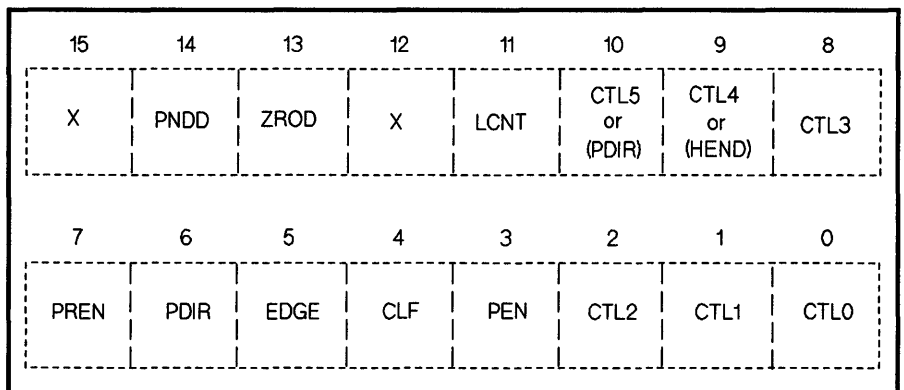 15 14 13 12 11 10 9 8
X PNDD ZROD X LCNT CTL5 or (PDIR) CTL4 or (HEND) CTL3
7 6 5 4 3 2 1 0
PREN PDIR EDGE CLF PEN CTL2 CTL1 CTL0